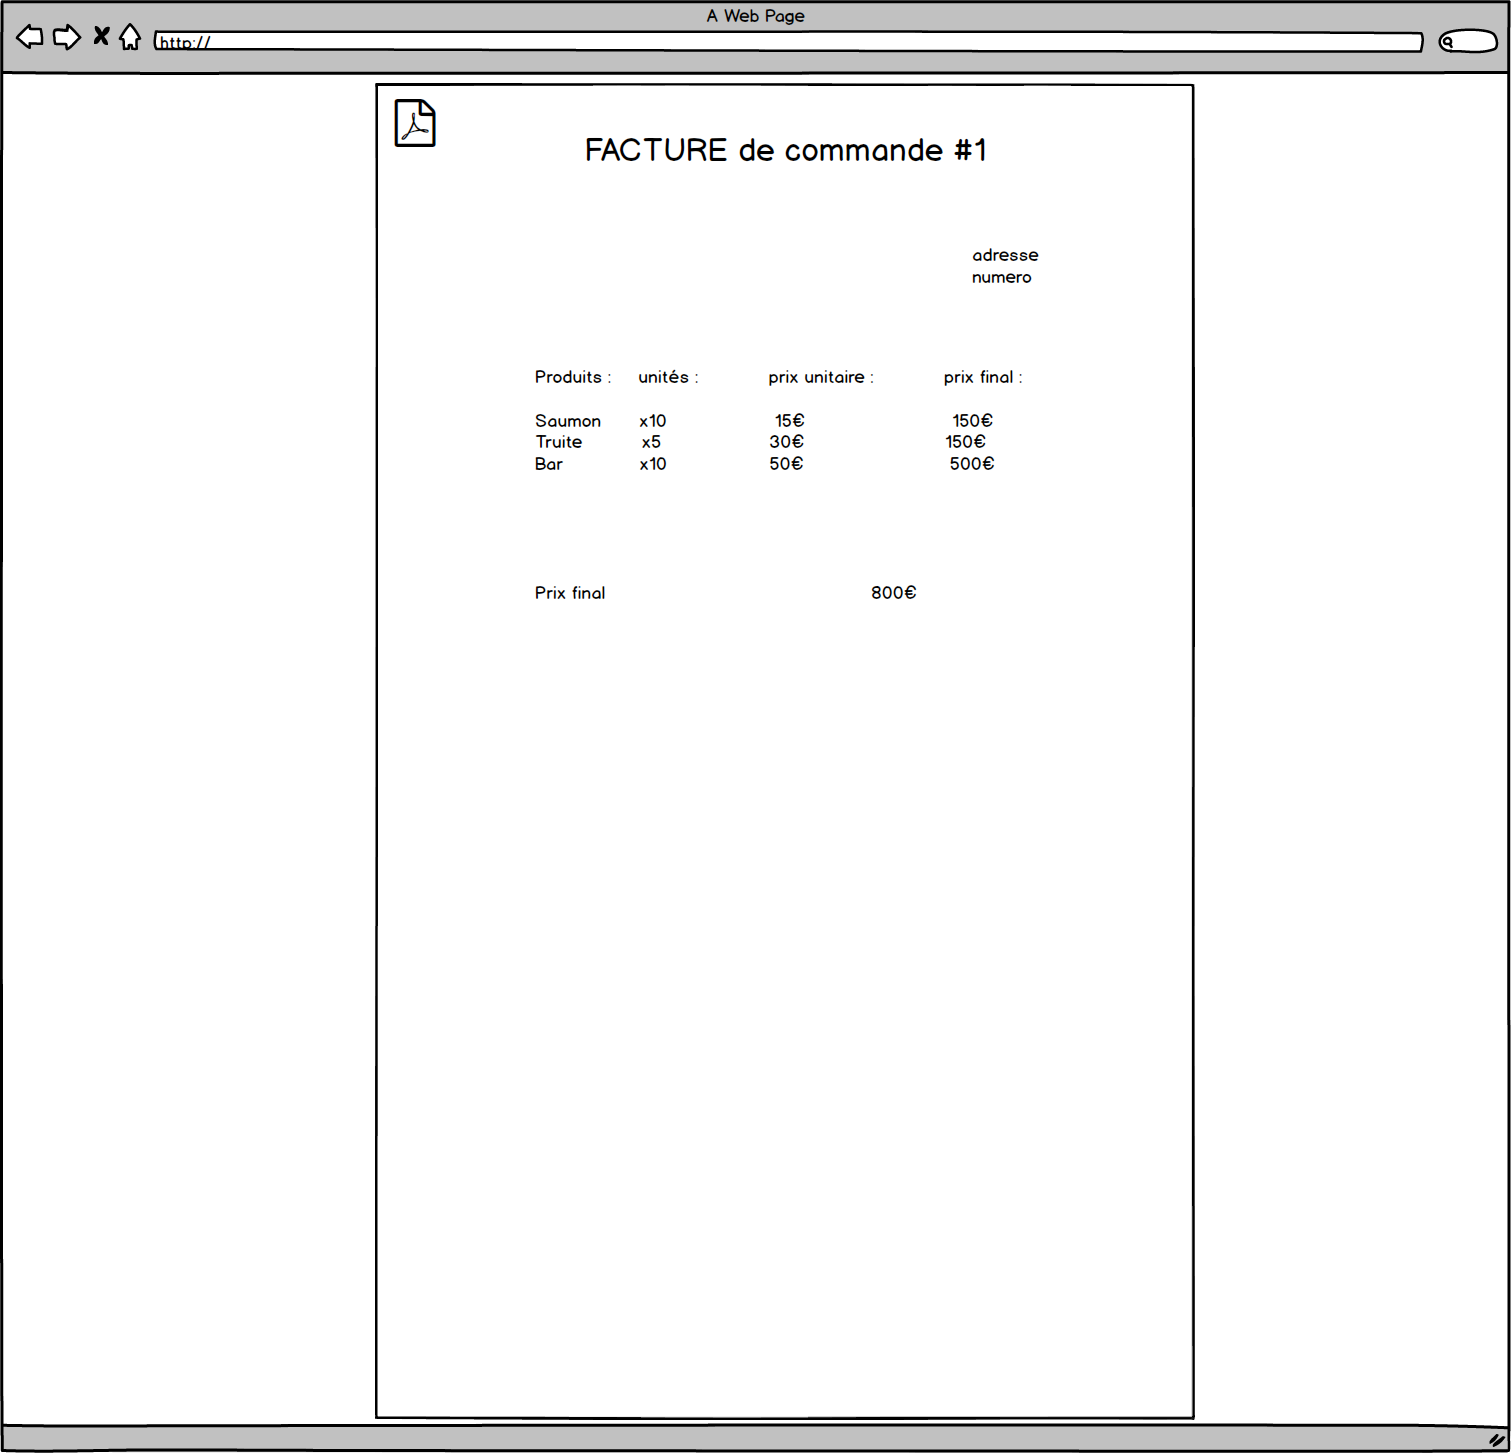 A Web Page
http://
FACTURE de commande #1
adresse
numero
Produits : unités : prix unitaire : prix final :
Saumon x10 15€ 150€
Truite x5 30€ 150€
Bar x10 50€ 500€
Prix final 800€